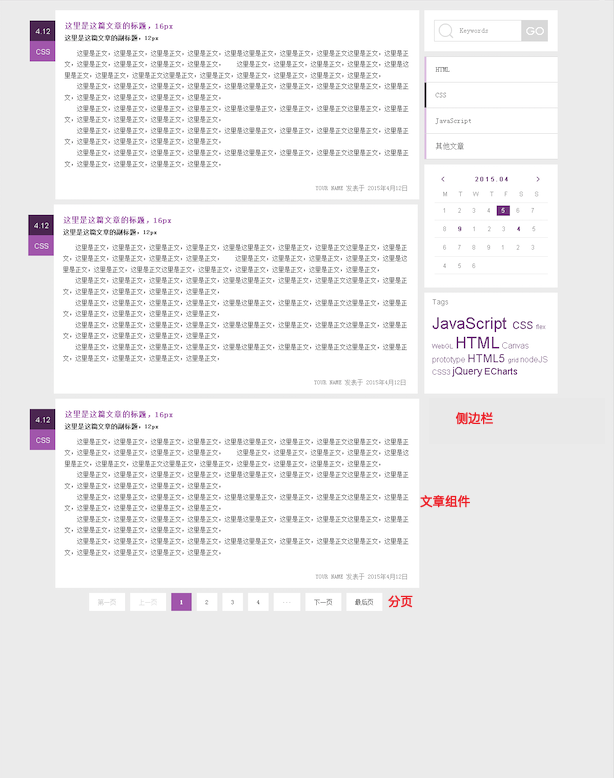 4.12
CSS
这里是这篇文章的标题，16px
这里是这篇文章的副标题，12px
这里是正文，这里是正文，这里是正文，这里是正文，这里是这里是正文，这里是正文，这里是正文这里是正文，这里是正
文，这里是正文，这里是正文，这里是正文，这里是正文，　　这里是正文，这里是正文，这里是正文，这里是正文，这里是这
里是正文，这里是正文，这里是正文这里是正文，这里是正文，这里是正文，这里是正文，这里是正文，这里是正文，
这里是正文，这里是正文，这里是正文，这里是正文，这里是这里是正文，这里是正文，这里是正文这里是正文，这里是正
文，这里是正文，这里是正文，这里是正文，这里是正文，
这里是正文，这里是正文，这里是正文，这里是正文，这里是这里是正文，这里是正文，这里是正文这里是正文，这里是正
文，这里是正文，这里是正文，这里是正文，这里是正文，
这里是正文，这里是正文，这里是正文，这里是正文，这里是这里是正文，这里是正文，这里是正文这里是正文，这里是正
文，这里是正文，这里是正文，这里是正文，这里是正文，
这里是正文，这里是正文，这里是正文，这里是正文，这里是这里是正文，这里是正文，这里是正文这里是正文，这里是正
文，这里是正文，这里是正文，这里是正文，这里是正文，
YOUR NAME 发表于 2015年4月12日
4.12
CSS
这里是这篇文章的标题，16px
这里是这篇文章的副标题，12px
这里是正文，这里是正文，这里是正文，这里是正文，这里是这里是正文，这里是正文，这里是正文这里是正文，这里是正
文，这里是正文，这里是正文，这里是正文，这里是正文，　　这里是正文，这里是正文，这里是正文，这里是正文，这里是这
里是正文，这里是正文，这里是正文这里是正文，这里是正文，这里是正文，这里是正文，这里是正文，这里是正文，
这里是正文，这里是正文，这里是正文，这里是正文，这里是这里是正文，这里是正文，这里是正文这里是正文，这里是正
文，这里是正文，这里是正文，这里是正文，这里是正文，
这里是正文，这里是正文，这里是正文，这里是正文，这里是这里是正文，这里是正文，这里是正文这里是正文，这里是正
文，这里是正文，这里是正文，这里是正文，这里是正文，
这里是正文，这里是正文，这里是正文，这里是正文，这里是这里是正文，这里是正文，这里是正文这里是正文，这里是正
文，这里是正文，这里是正文，这里是正文，这里是正文，
这里是正文，这里是正文，这里是正文，这里是正文，这里是这里是正文，这里是正文，这里是正文这里是正文，这里是正
文，这里是正文，这里是正文，这里是正文，这里是正文，
YOUR NAME 发表于 2015年4月12日
4.12
CSS
这里是这篇文章的标题，16px
这里是这篇文章的副标题，12px
这里是正文，这里是正文，这里是正文，这里是正文，这里是这里是正文，这里是正文，这里是正文这里是正文，这里是正
文，这里是正文，这里是正文，这里是正文，这里是正文，　　这里是正文，这里是正文，这里是正文，这里是正文，这里是这
里是正文，这里是正文，这里是正文这里是正文，这里是正文，这里是正文，这里是正文，这里是正文，这里是正文，
这里是正文，这里是正文，这里是正文，这里是正文，这里是这里是正文，这里是正文，这里是正文这里是正文，这里是正
文，这里是正文，这里是正文，这里是正文，这里是正文，
这里是正文，这里是正文，这里是正文，这里是正文，这里是这里是正文，这里是正文，这里是正文这里是正文，这里是正
文，这里是正文，这里是正文，这里是正文，这里是正文，
这里是正文，这里是正文，这里是正文，这里是正文，这里是这里是正文，这里是正文，这里是正文这里是正文，这里是正
文，这里是正文，这里是正文，这里是正文，这里是正文，
这里是正文，这里是正文，这里是正文，这里是正文，这里是这里是正文，这里是正文，这里是正文这里是正文，这里是正
文，这里是正文，这里是正文，这里是正文，这里是正文，
YOUR NAME 发表于 2015年4月12日
第一页 上一页 1 2 3 4 ... 下一页 最后页 分页
Keywords GO
HTML
CSS
JavaScript
其他文章
2015.04
M T W T F S S
1 2 3 4 5 6 7
8 9 1 2 3 4 5
6 7 8 9 1 2 3
4 5 6
Tags
JavaScript CSS flex
WebGL HTML Canvas
prototype HTML5 grid nodeJS
CSS3 jQuery ECharts
侧边栏
文章组件